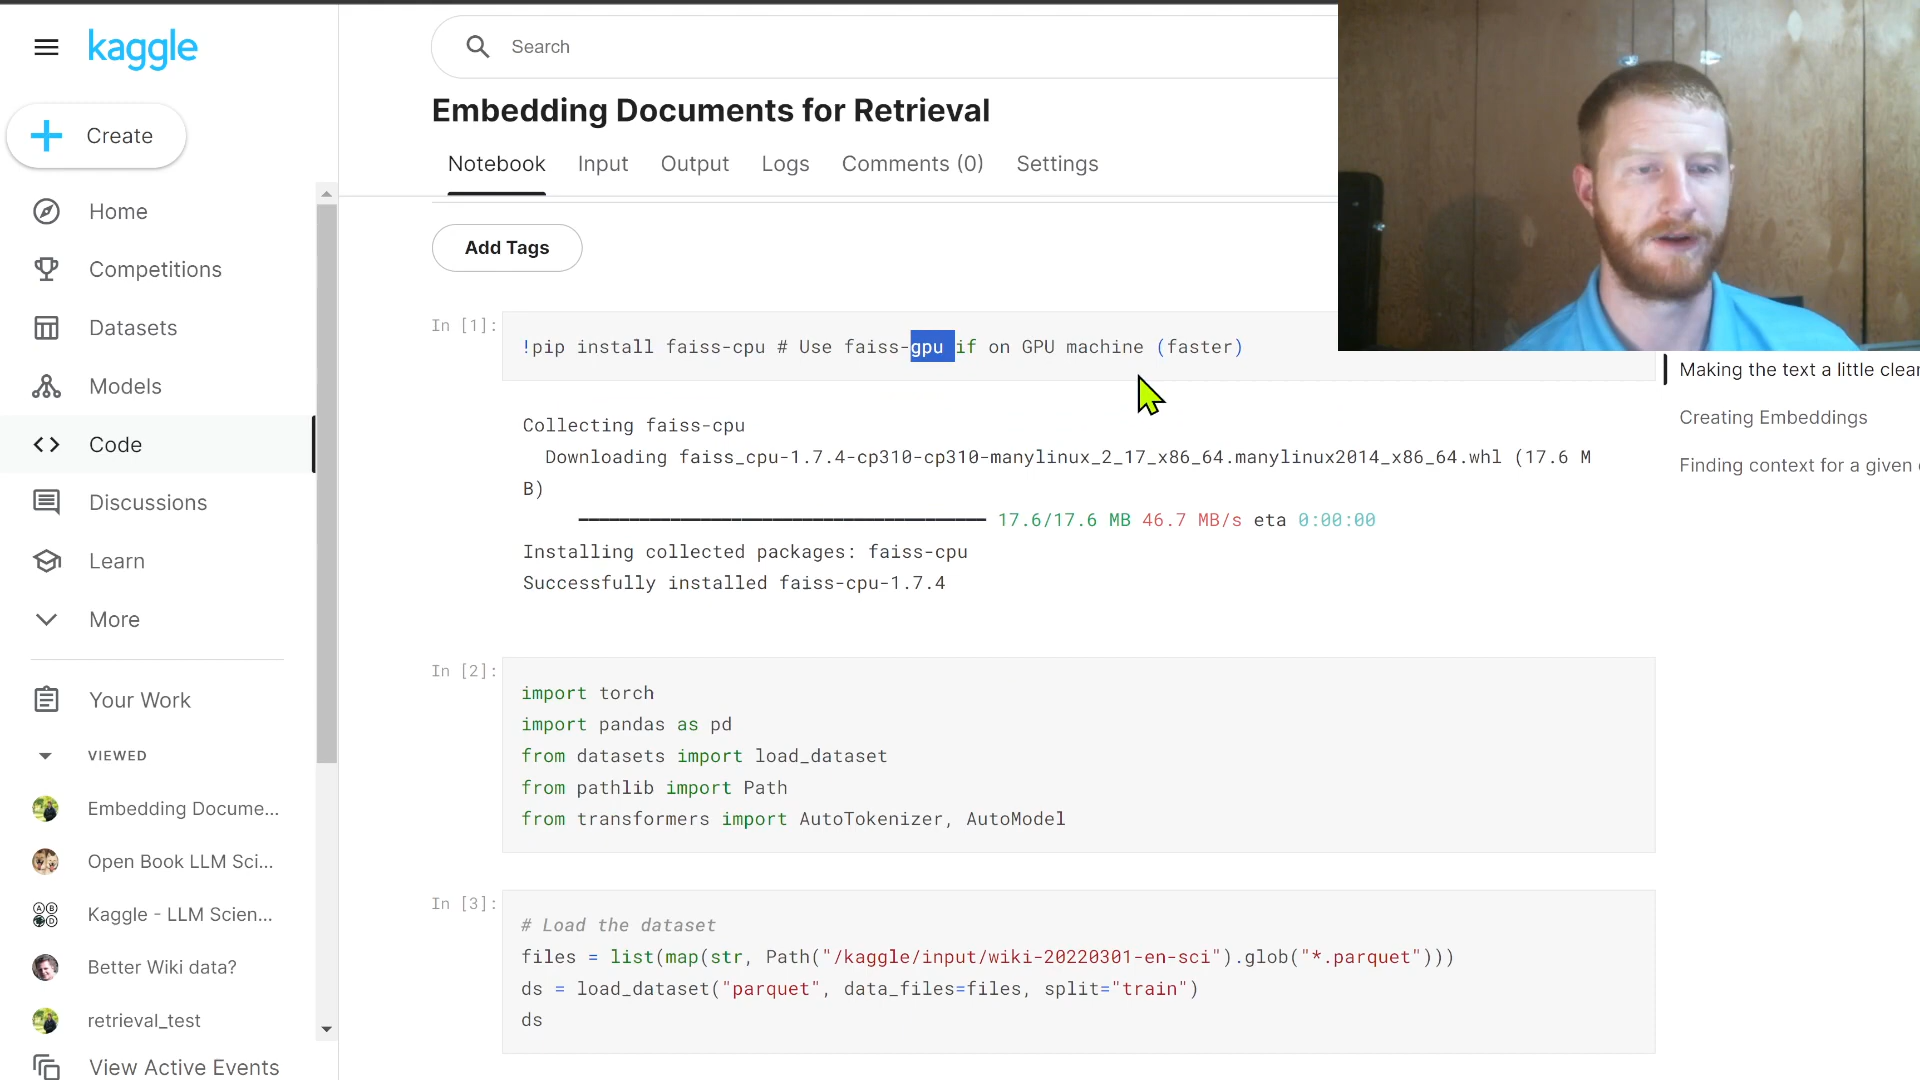 kaggle
Search
Create
Embedding Documents for Retrieval
Notebook Input Output Logs Comments (0) Settings
Home
Competitions
Datasets
Models
Code
Discussions
Learn
More
Your Work
VIEWED
Embedding Docume...
Open Book LLM Sci...
Kaggle - LLM Scien...
Better Wiki data?
retrieval_test
View Active Events
Add Tags
In [1]:
!pip install faiss-cpu # Use faiss-gpu if on GPU machine (faster)
Collecting faiss-cpu
Downloading faiss_cpu-1.7.4-cp310-cp310-manylinux_2_17_x86_64.manylinux2014_x86_64.whl (17.6 M
B)
17.6/17.6 MB 46.7 MB/s eta 0:00:00
Installing collected packages: faiss-cpu
Successfully installed faiss-cpu-1.7.4
In [2]:
import torch
import pandas as pd
from datasets import load_dataset
from pathlib import Path
from transformers import AutoTokenizer, AutoModel
In [3]:
# Load the dataset
files = list(map(str, Path("/kaggle/input/wiki-20220301-en-sci").glob("*.parquet")))
ds = load_dataset("parquet", data_files=files, split="train")
ds
Making the text a little clear
Creating Embeddings
Finding context for a given